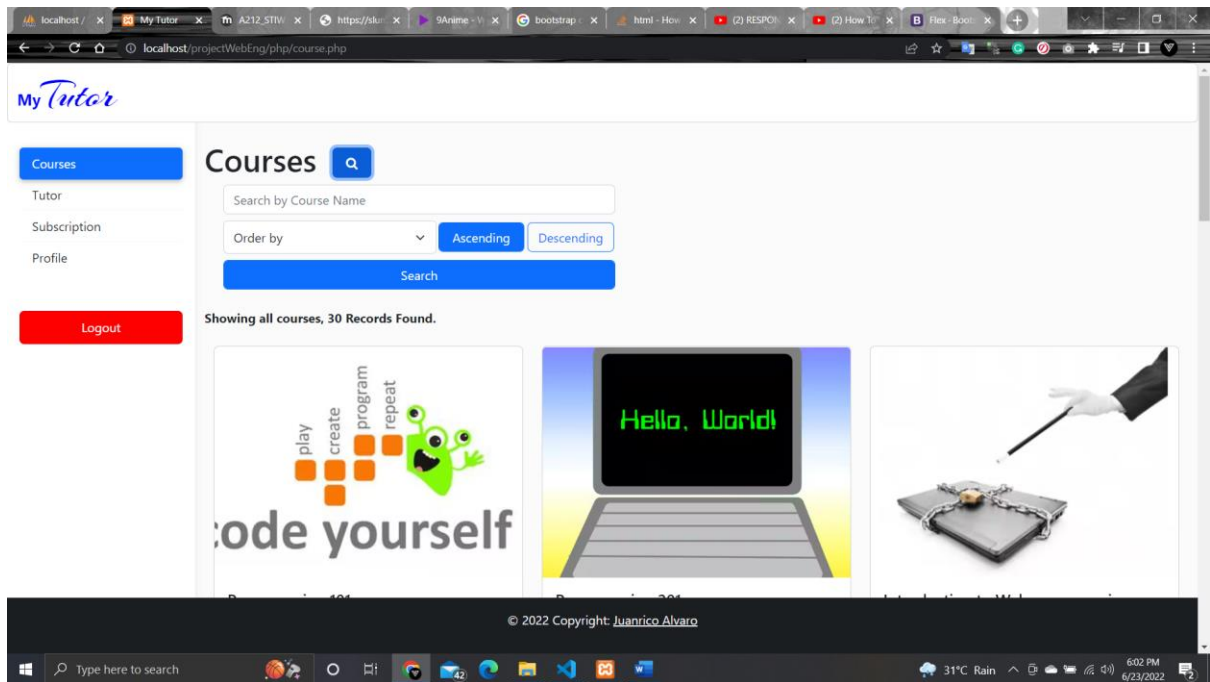 localhost /
My Tutor
A212_STIW
https://slu
9Anime - W
bootstrap c
html - How
(2) RESPON
(2) How To
Flex · Boot
localhost/projectWebEng/php/course.php
My Tutor
Courses
Tutor
Subscription
Profile
Logout
Courses
Search by Course Name
Order by
Ascending
Descending
Search
Showing all courses, 30 Records Found.
play
create
program
repeat
:ode yourself
Hello, World!
© 2022 Copyright: Juanrico Alvaro
Type here to search
42
31°C Rain
6:02 PM
6/23/2022
2